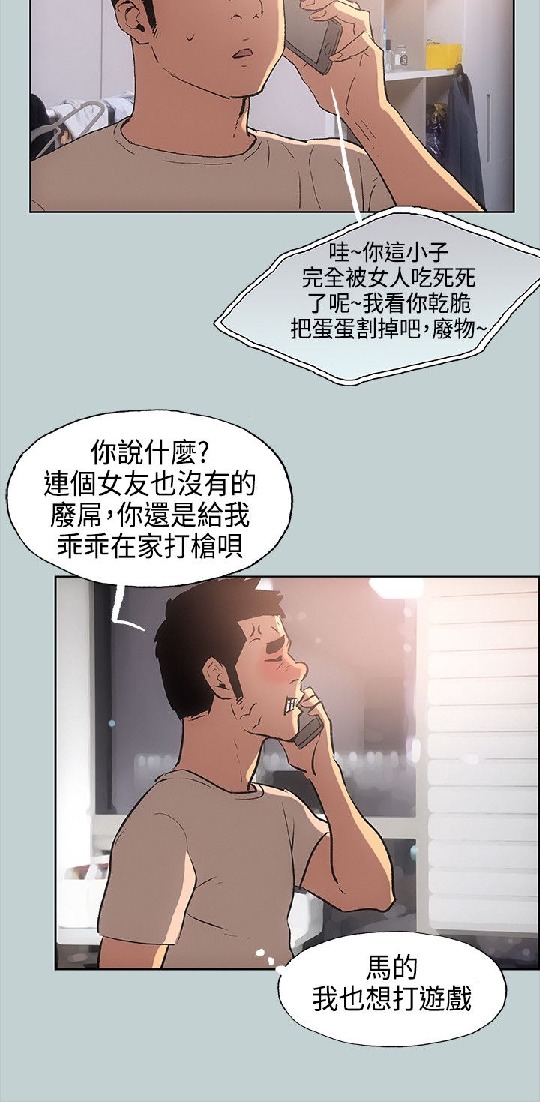 哇~你這小子
完全被女人吃死死
了呢~我看你乾脆
把蛋蛋割掉吧，廢物~
你說什麼?
連個女友也沒有的
廢屌，你還是給我
乖乖在家打槍唄
馬的
我也想打遊戲